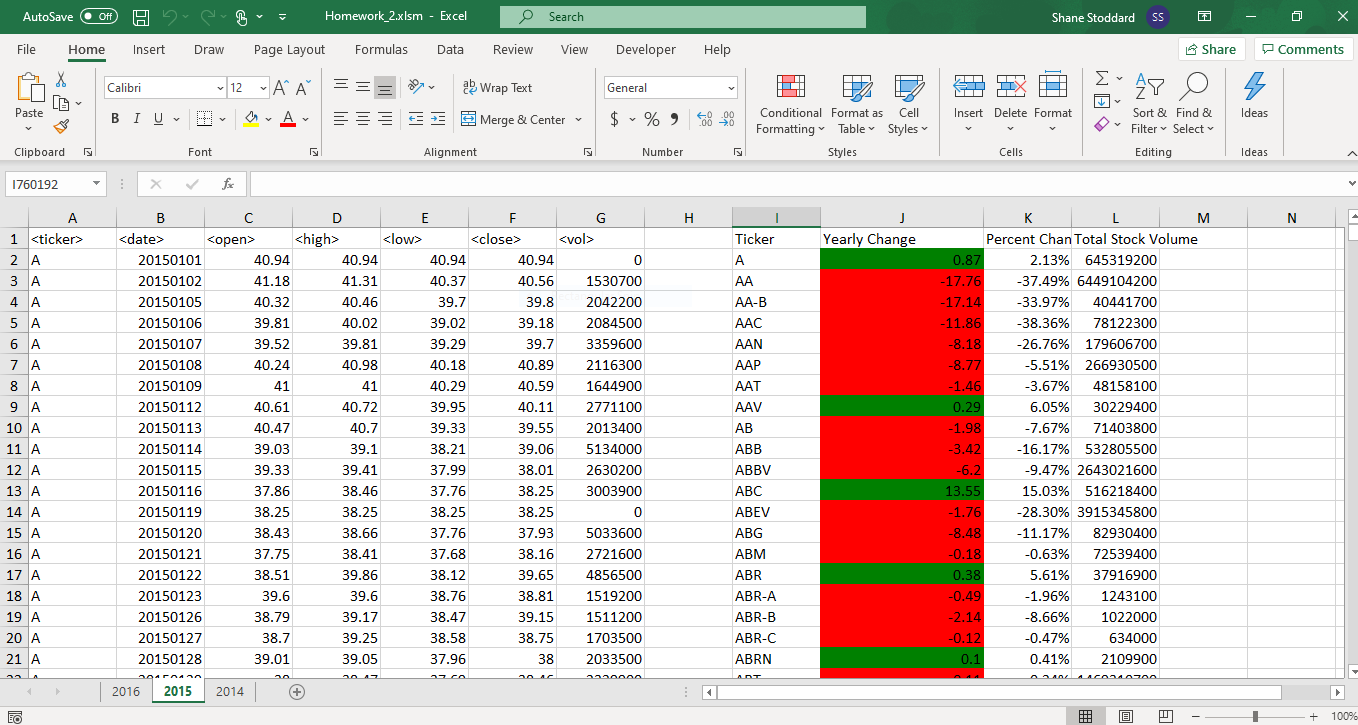 AutoSave Off Homework_2.xlsm - Excel Search Shane Stoddard SS
File Home Insert Draw Page Layout Formulas Data Review View Developer Help Share Comments
Calibri 12 A A Wrap Text General
Paste B I U A Merge & Center $ % Conditional Formatting Format as Table Cell Styles Insert Delete Format Sort & Filter Find & Select Ideas
Clipboard Font Alignment Number Styles Cells Editing Ideas
I760192 fx
A B C D E F G H I J K L M N
1 <ticker> <date> <open> <high> <low> <close> <vol> Ticker Yearly Change Percent Chan Total Stock Volume
2 A 20150101 40.94 40.94 40.94 40.94 0 A 0.87 2.13% 645319200
3 A 20150102 41.18 41.31 40.37 40.56 1530700 AA -17.76 -37.49% 6449104200
4 A 20150105 40.32 40.46 39.7 39.8 2042200 AA-B -17.14 -33.97% 40441700
5 A 20150106 39.81 40.02 39.02 39.18 2084500 AAC -11.86 -38.36% 78122300
6 A 20150107 39.52 39.81 39.29 39.7 3359600 AAN -8.18 -26.76% 179606700
7 A 20150108 40.24 40.98 40.18 40.89 2116300 AAP -8.77 -5.51% 266930500
8 A 20150109 41 41 40.29 40.59 1644900 AAT -1.46 -3.67% 48158100
9 A 20150112 40.61 40.72 39.95 40.11 2771100 AAV 0.29 6.05% 30229400
10 A 20150113 40.47 40.7 39.33 39.55 2013400 AB -1.98 -7.67% 71403800
11 A 20150114 39.03 39.1 38.21 39.06 5134000 ABB -3.42 -16.17% 532805500
12 A 20150115 39.33 39.41 37.99 38.01 2630200 ABBV -6.2 -9.47% 2643021600
13 A 20150116 37.86 38.46 37.76 38.25 3003900 ABC 13.55 15.03% 516218400
14 A 20150119 38.25 38.25 38.25 38.25 0 ABEV -1.76 -28.30% 3915345800
15 A 20150120 38.43 38.66 37.76 37.93 5033600 ABG -8.48 -11.17% 82930400
16 A 20150121 37.75 38.41 37.68 38.16 2721600 ABM -0.18 -0.63% 72539400
17 A 20150122 38.51 39.86 38.12 39.65 4856500 ABR 0.38 5.61% 37916900
18 A 20150123 39.6 39.6 38.76 38.81 1519200 ABR-A -0.49 -1.96% 1243100
19 A 20150126 38.79 39.17 38.47 39.15 1511200 ABR-B -2.14 -8.66% 1022000
20 A 20150127 38.7 39.25 38.58 38.75 1703500 ABR-C -0.12 -0.47% 634000
21 A 20150128 39.01 39.05 37.96 38 2033500 ABRN 0.1 0.41% 2109900
2016 2015 2014
100%